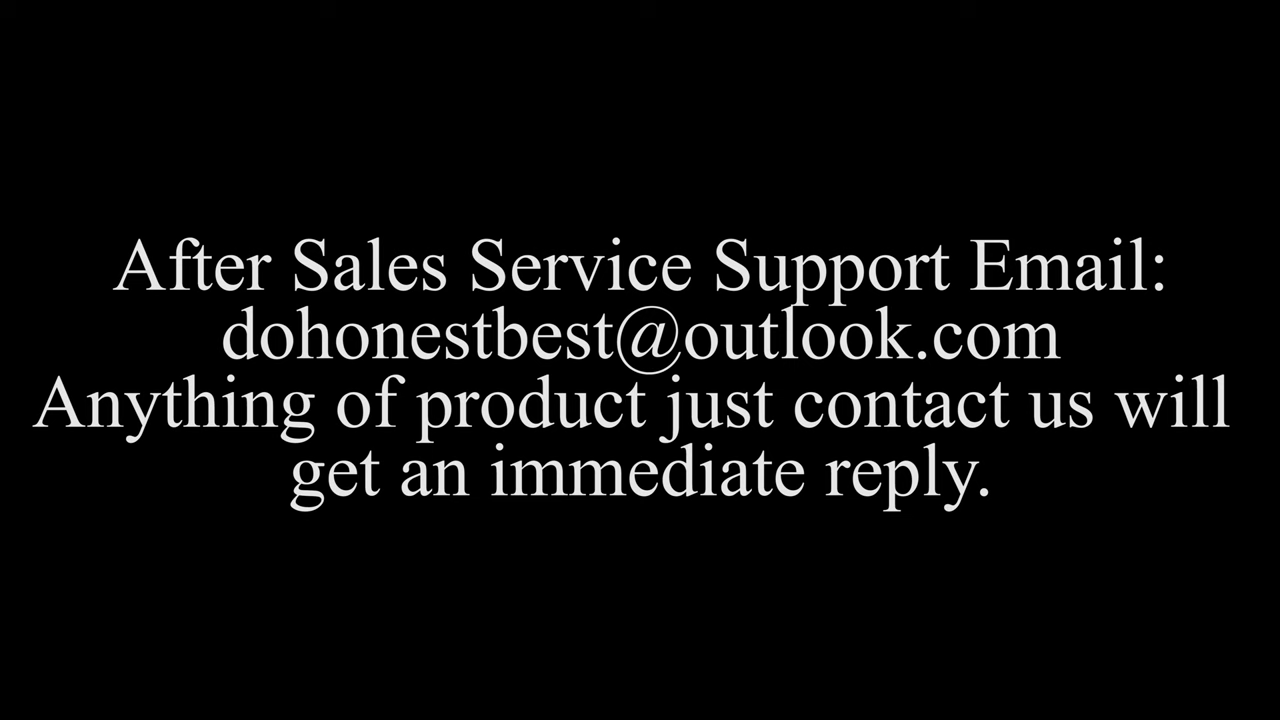 After Sales Service Support Email:
dohonestbest@outlook.com
Anything of product just contact us will
get an immediate reply.